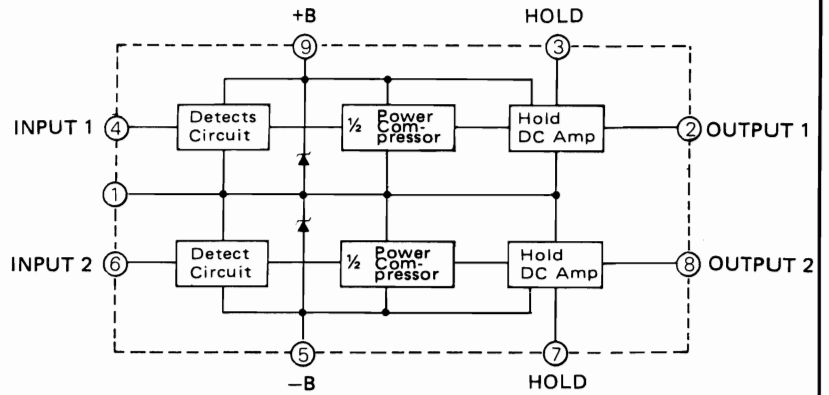 +B
HOLD
9
3
INPUT 1
4
Detects
Circuit
½
Power
Com-
pressor
Hold
DC Amp
2
OUTPUT 1
1
INPUT 2
6
Detect
Circuit
½
Power
Com-
pressor
Hold
DC Amp
8
OUTPUT 2
5
7
−B
HOLD